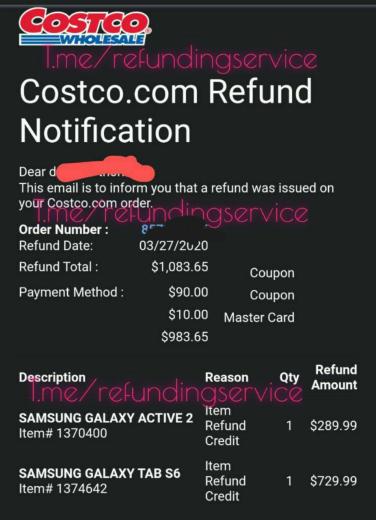 COSTCO
WHOLESALE
T.me/refundingservice
Costco.com Refund
Notification
Dear
This email is to inform you that a refund was issued on
your Costco.com order.
T.me/refundingservice
Order Number :
Refund Date: 03/27/2020
Refund Total : $1,083.65 Coupon
Payment Method : $90.00 Coupon
$10.00 Master Card
$983.65
Description Reason Qty Refund Amount
T.me/refundingservice
SAMSUNG GALAXY ACTIVE 2 Item Refund Credit 1 $289.99
Item# 1370400
SAMSUNG GALAXY TAB S6 Item Refund Credit 1 $729.99
Item# 1374642